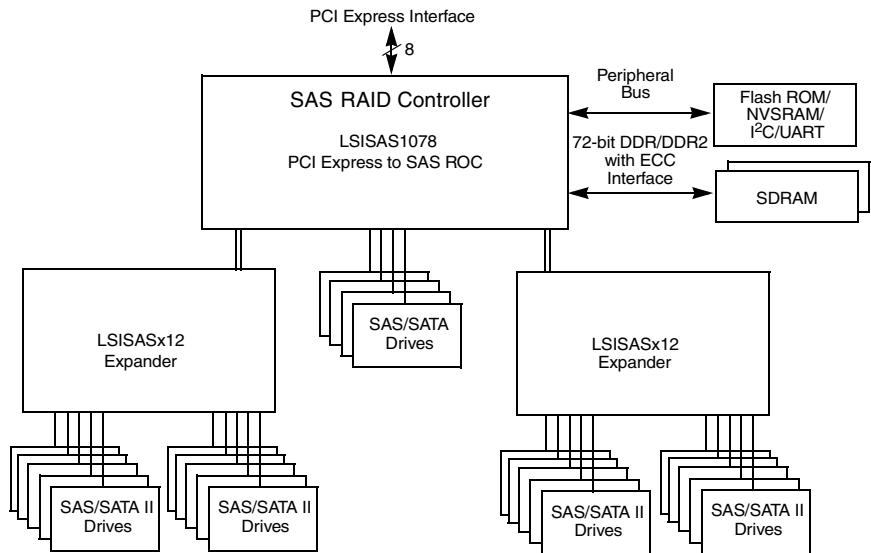 PCI Express Interface
8
SAS RAID Controller
LSISAS1078
PCI Express to SAS ROC
Peripheral
Bus
Flash ROM/
NVSRAM/
I²C/UART
72-bit DDR/DDR2
with ECC
Interface
SDRAM
LSISASx12
Expander
SAS/SATA
Drives
LSISASx12
Expander
SAS/SATA II
Drives
SAS/SATA II
Drives
SAS/SATA II
Drives
SAS/SATA II
Drives